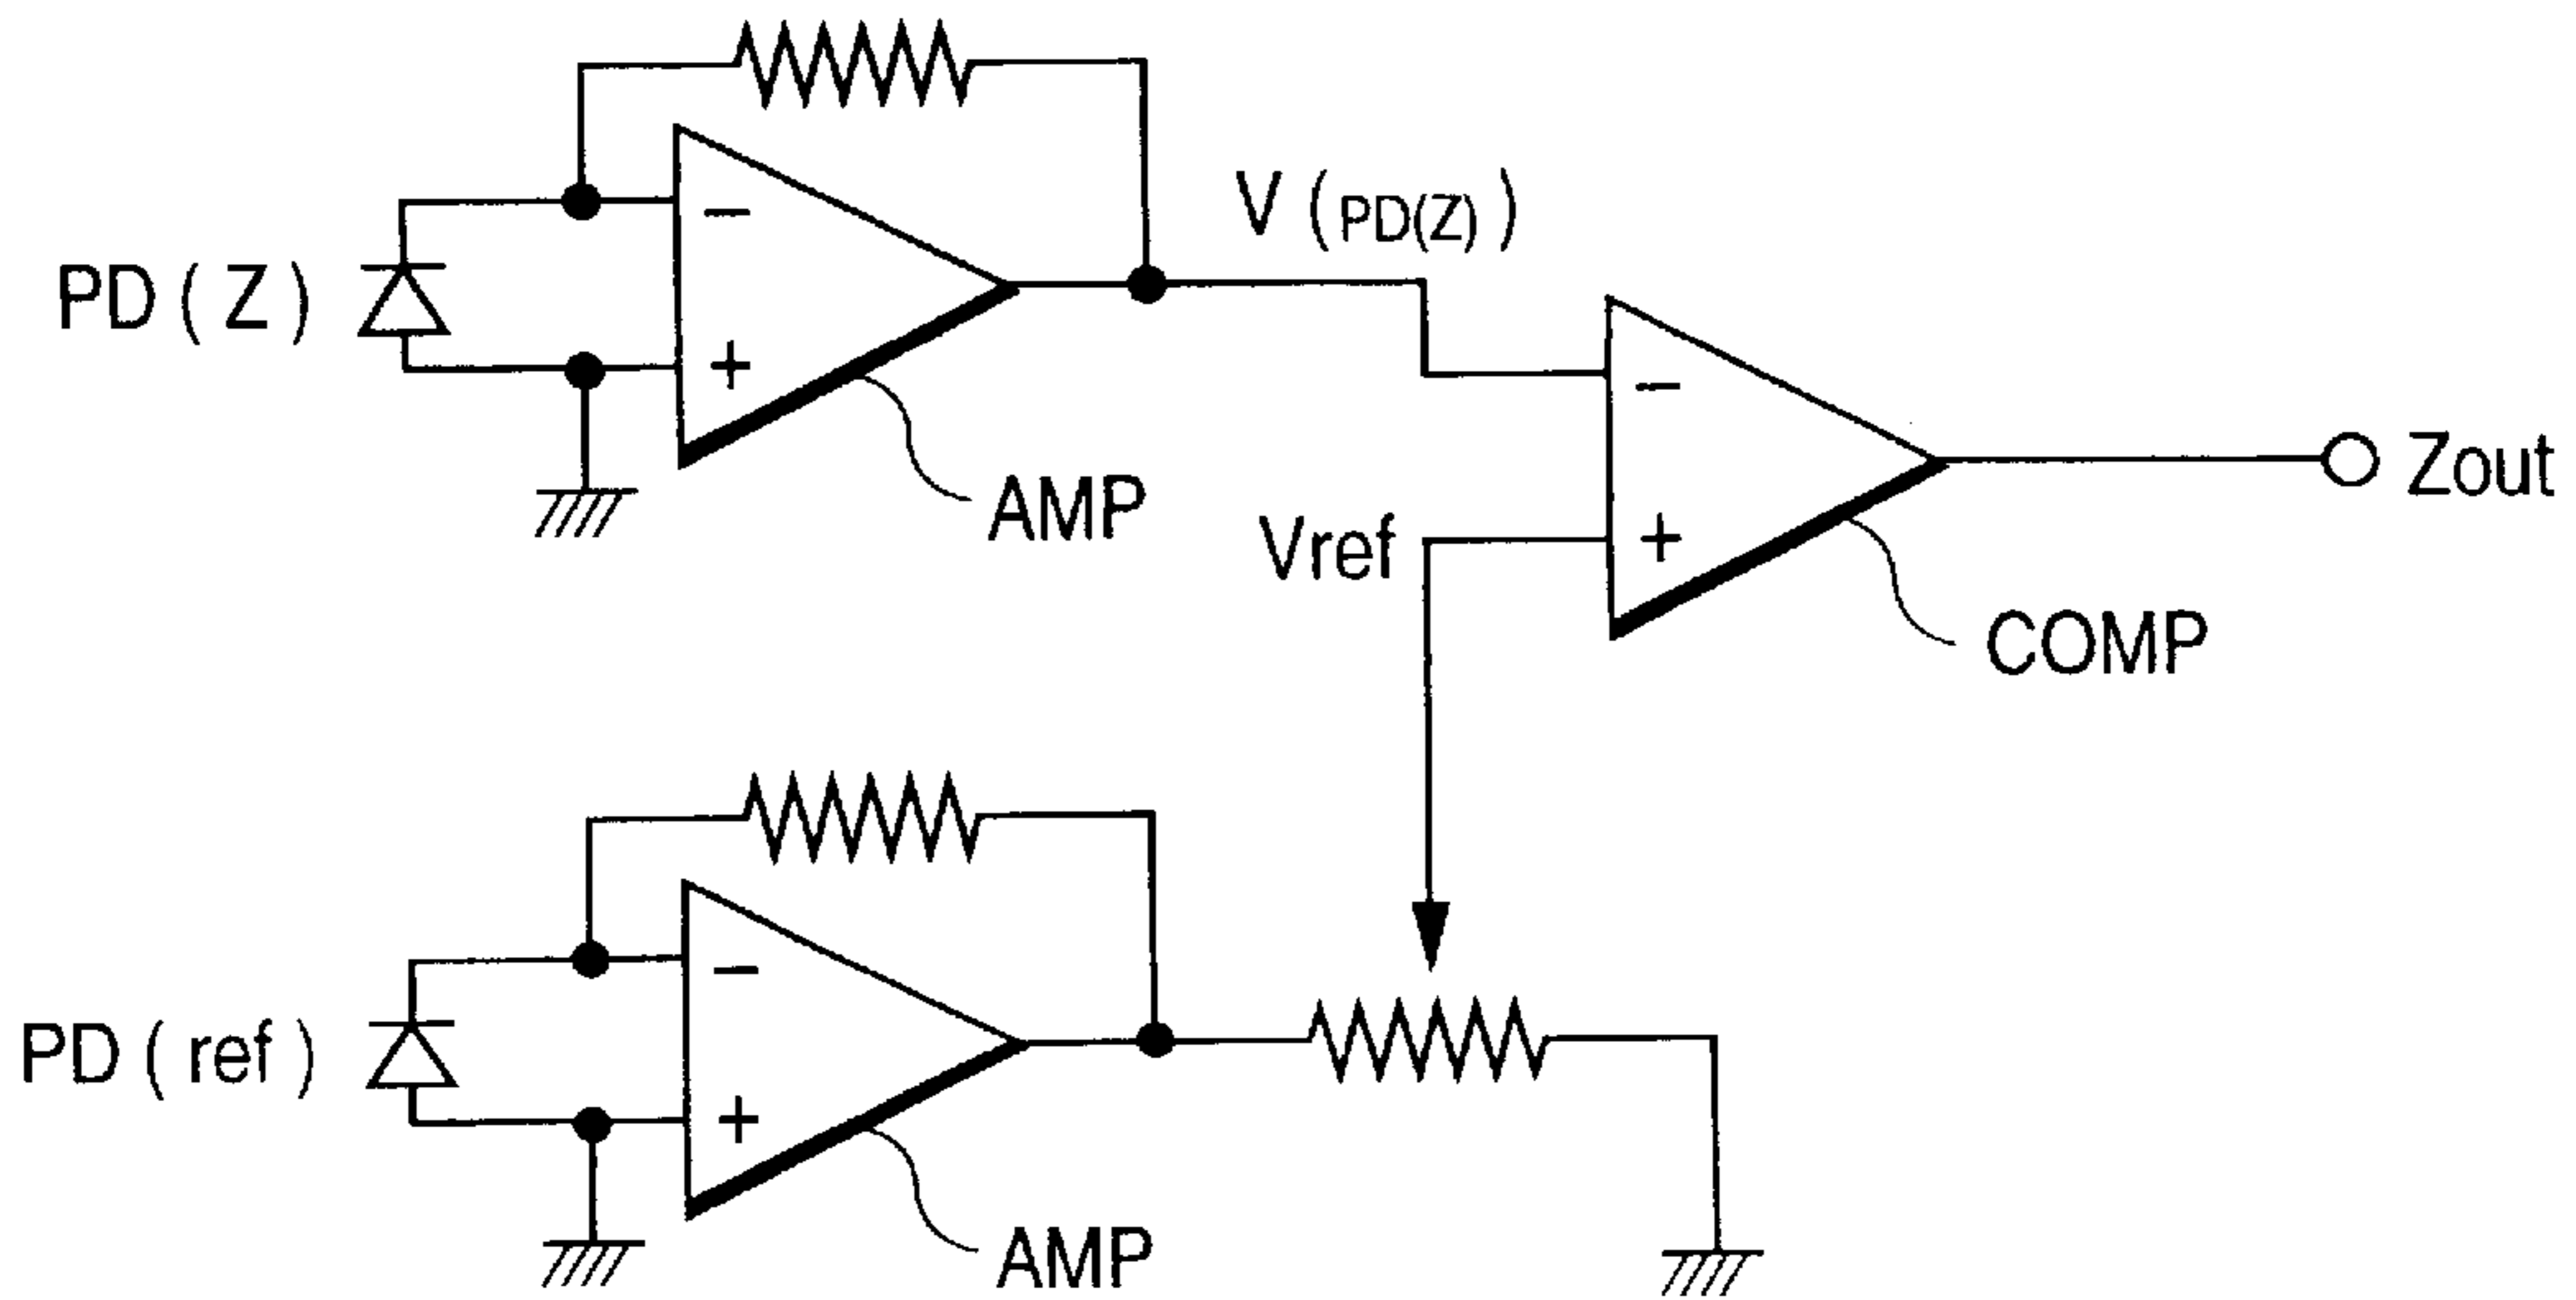 V (PD(Z))
PD ( Z )
−
+
AMP
−
+
Zout
Vref
COMP
PD ( ref )
−
+
AMP